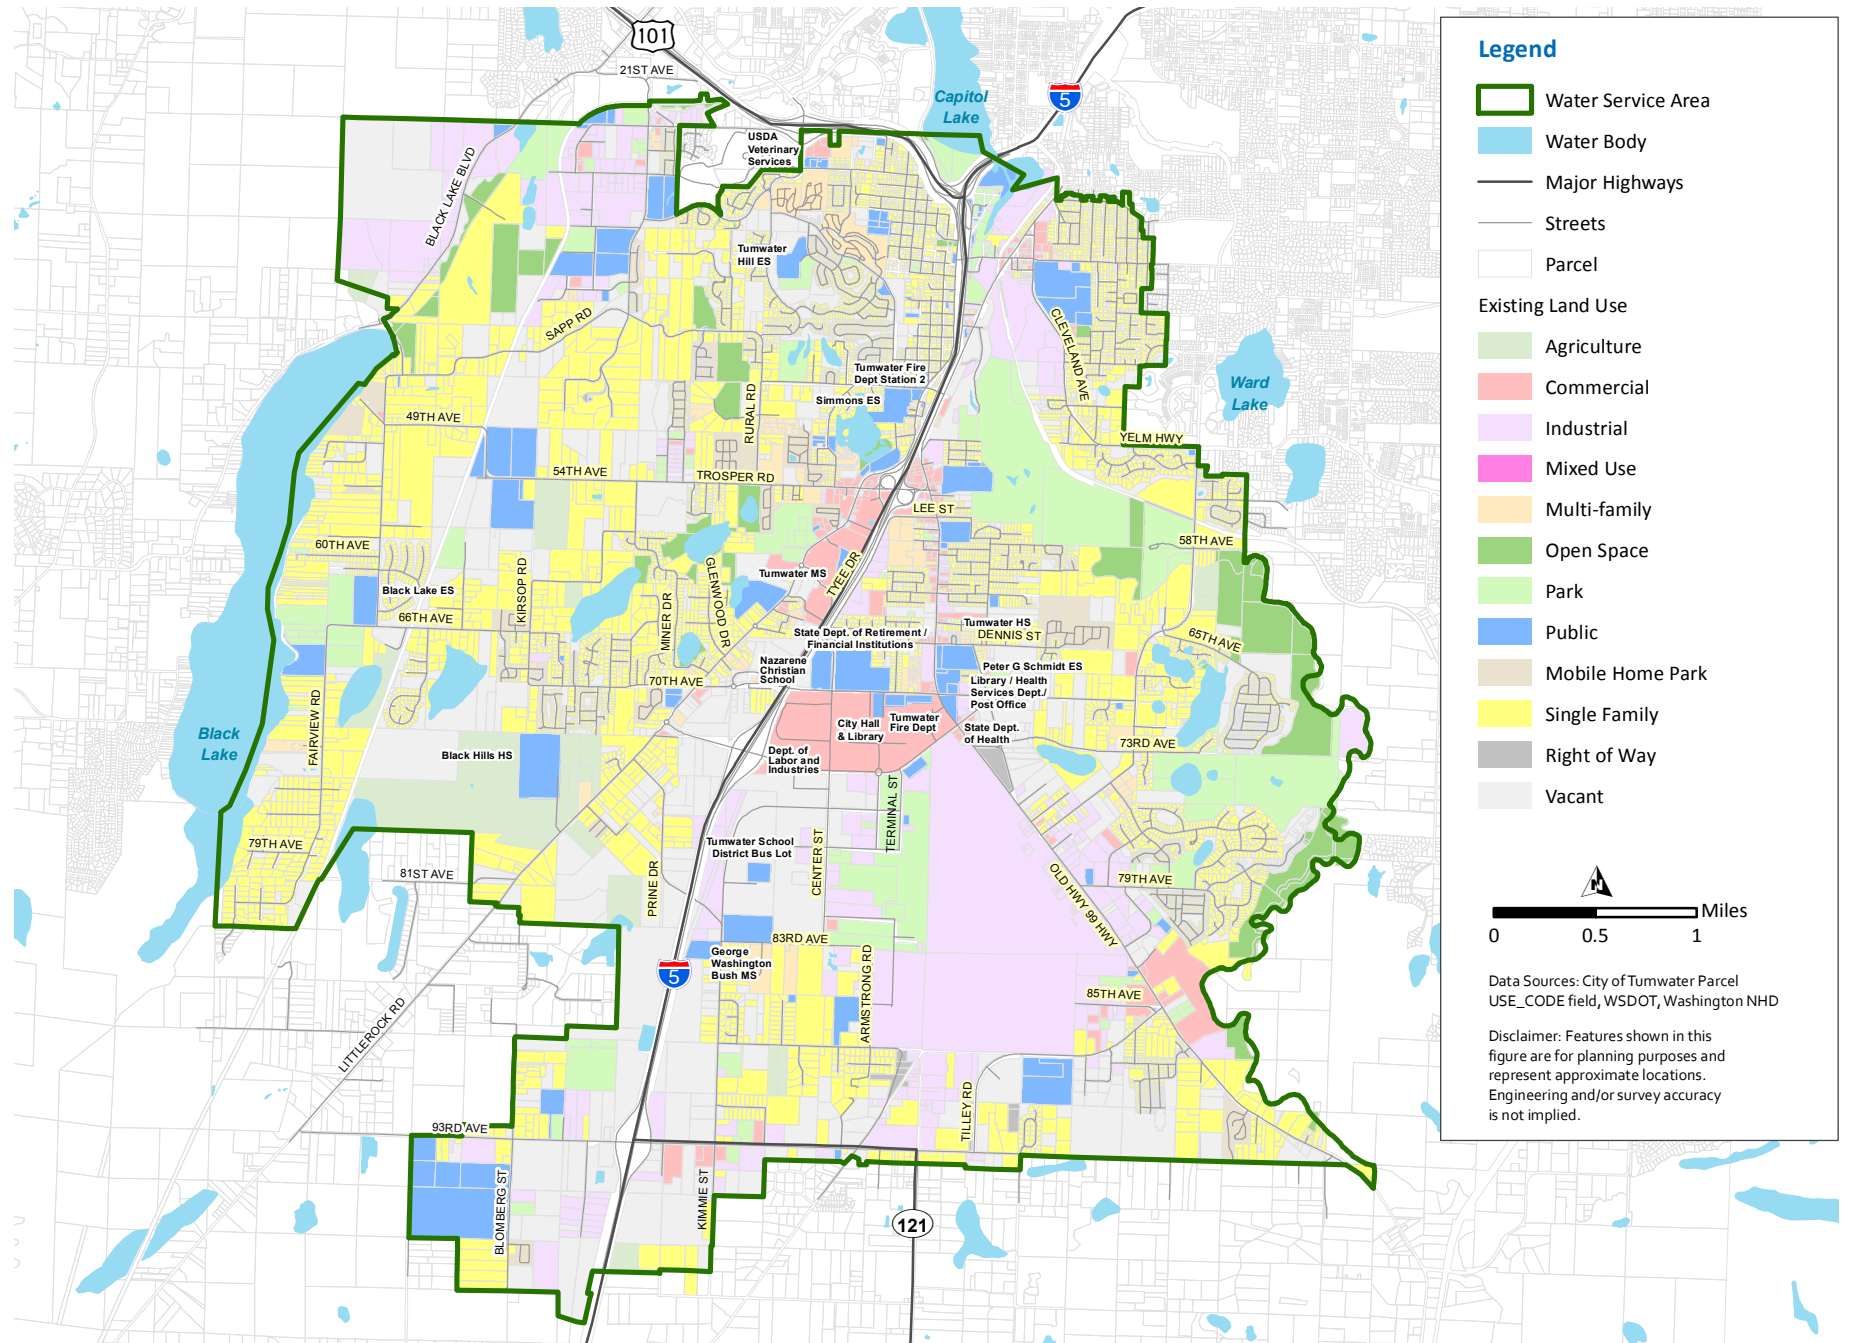 101
21ST AVE
Capitol
Lake
5
USDA
Veterinary
Services
BLACK LAKE BLVD
Tumwater
Hill ES
SAPP RD
CLEVELAND AVE
Tumwater Fire
Dept Station 2
Simmons ES
RURAL RD
Ward
Lake
49TH AVE
YELM HWY
54TH AVE
TROSPER RD
LEE ST
58TH AVE
60TH AVE
TYEE DR
Tumwater MS
KIRSOP RD
GLENWOOD DR
MINER DR
Black Lake ES
66TH AVE
State Dept. of Retirement /
Financial Institutions
Tumwater HS
DENNIS ST
65TH AVE
Nazarene
Christian
School
Peter G Schmidt ES
Library / Health
Services Dept./
Post Office
70TH AVE
FAIRVIEW RD
Black
Lake
City Hall
& Library
Tumwater
Fire Dept
State Dept.
of Health
73RD AVE
Black Hills HS
Dept. of
Labor and
Industries
TERMINAL ST
79TH AVE
Tumwater School
District Bus Lot
CENTER ST
81ST AVE
PRINE DR
OLD HWY 99 HWY
79TH AVE
83RD AVE
George
Washington
Bush MS
5
ARMSTRONG RD
85TH AVE
LITTLEROCK RD
93RD AVE
TILLEY RD
BLOMBERG ST
KIMMIE ST
121
Legend
Water Service Area
Water Body
Major Highways
Streets
Parcel
Existing Land Use
Agriculture
Commercial
Industrial
Mixed Use
Multi-family
Open Space
Park
Public
Mobile Home Park
Single Family
Right of Way
Vacant
N
Miles
0 0.5 1
Data Sources: City of Tumwater Parcel
USE_CODE field, WSDOT, Washington NHD
Disclaimer: Features shown in this
figure are for planning purposes and
represent approximate locations.
Engineering and/or survey accuracy
is not implied.